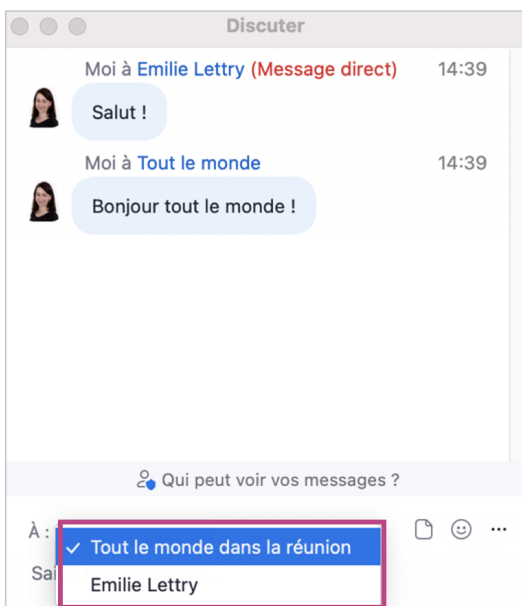 Discuter
Moi à Emilie Lettry (Message direct) 14:39
Salut !
Moi à Tout le monde 14:39
Bonjour tout le monde !
Qui peut voir vos messages ?
À :
✓ Tout le monde dans la réunion
Emilie Lettry